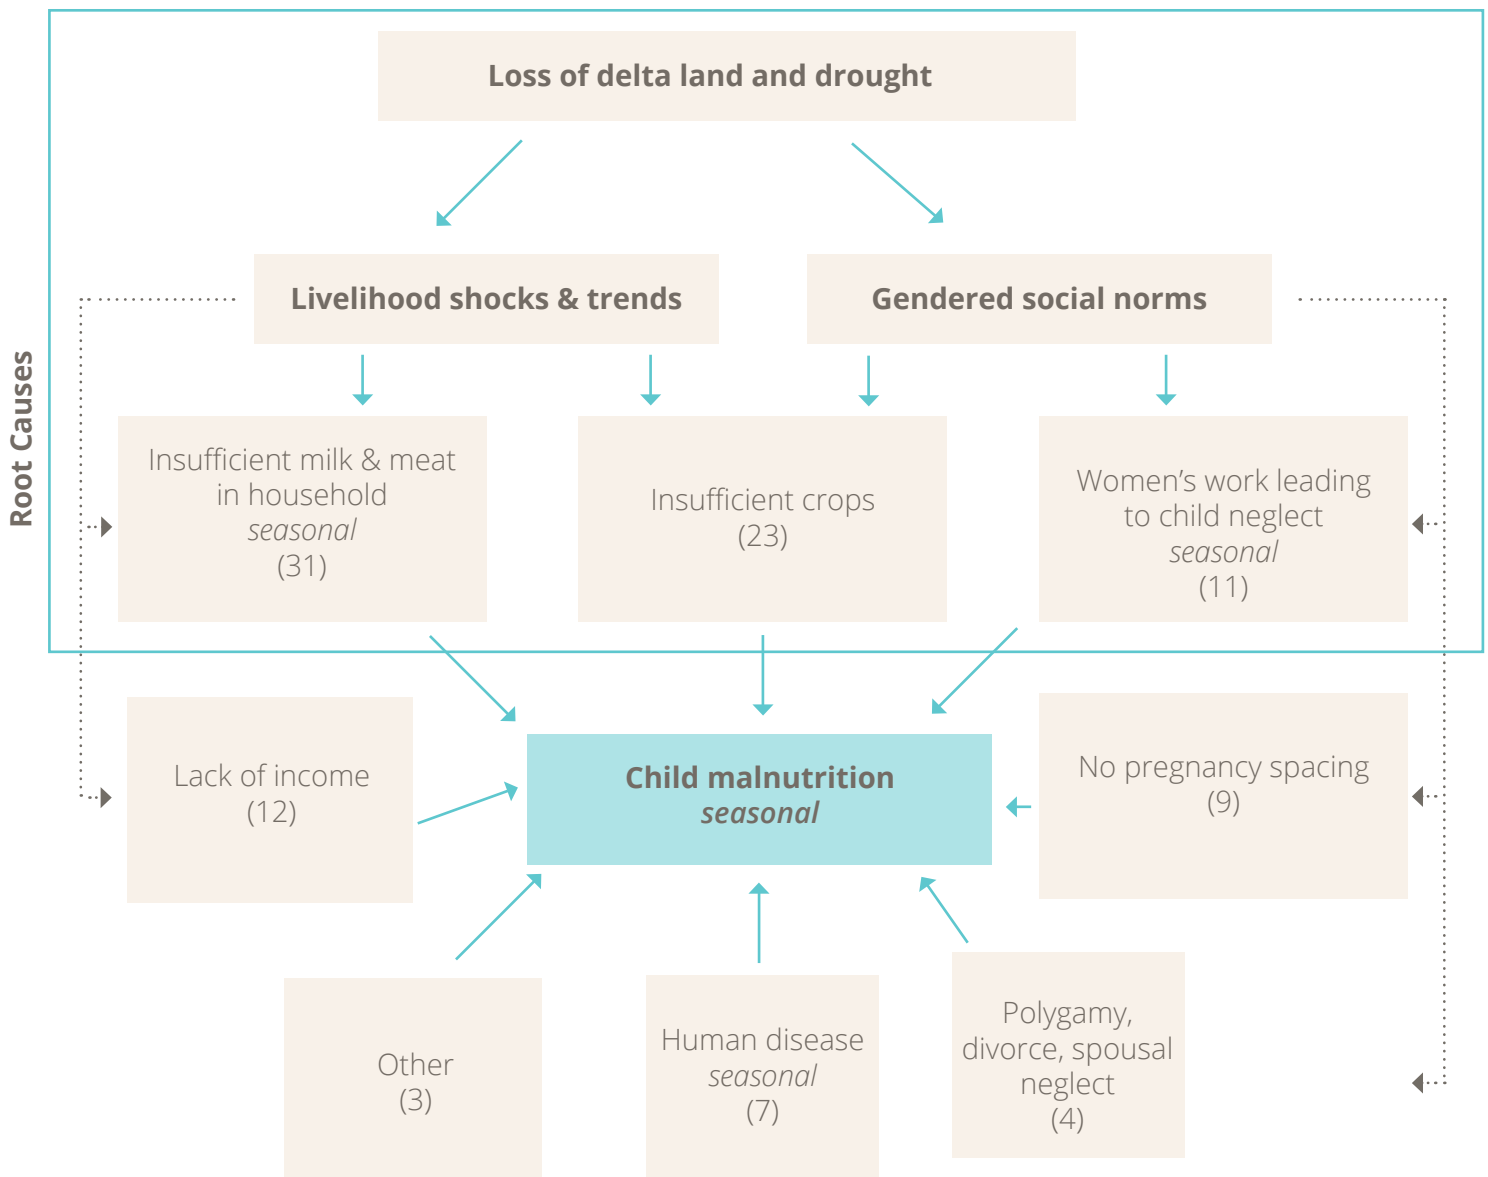 Loss of delta land and drought
Livelihood shocks & trends
Gendered social norms
Root Causes
Insufficient milk & meat
in household
seasonal
(31)
Insufficient crops
(23)
Women’s work leading
to child neglect
seasonal
(11)
Lack of income
(12)
Child malnutrition
seasonal
No pregnancy spacing
(9)
Other
(3)
Human disease
seasonal
(7)
Polygamy,
divorce, spousal
neglect
(4)